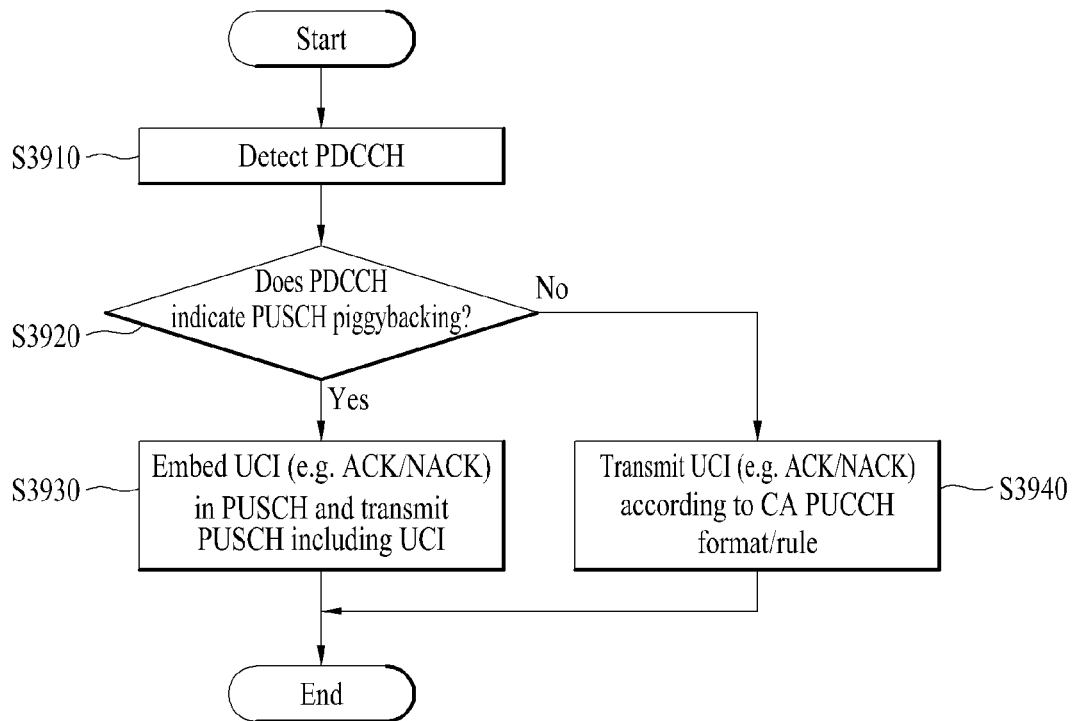 Start
S3910
Detect PDCCH
Does PDCCH
indicate PUSCH piggybacking?
No
S3920
Yes
S3930
Embed UCI (e.g. ACK/NACK)
in PUSCH and transmit
PUSCH including UCI
Transmit UCI (e.g. ACK/NACK)
according to CA PUCCH
format/rule
S3940
End